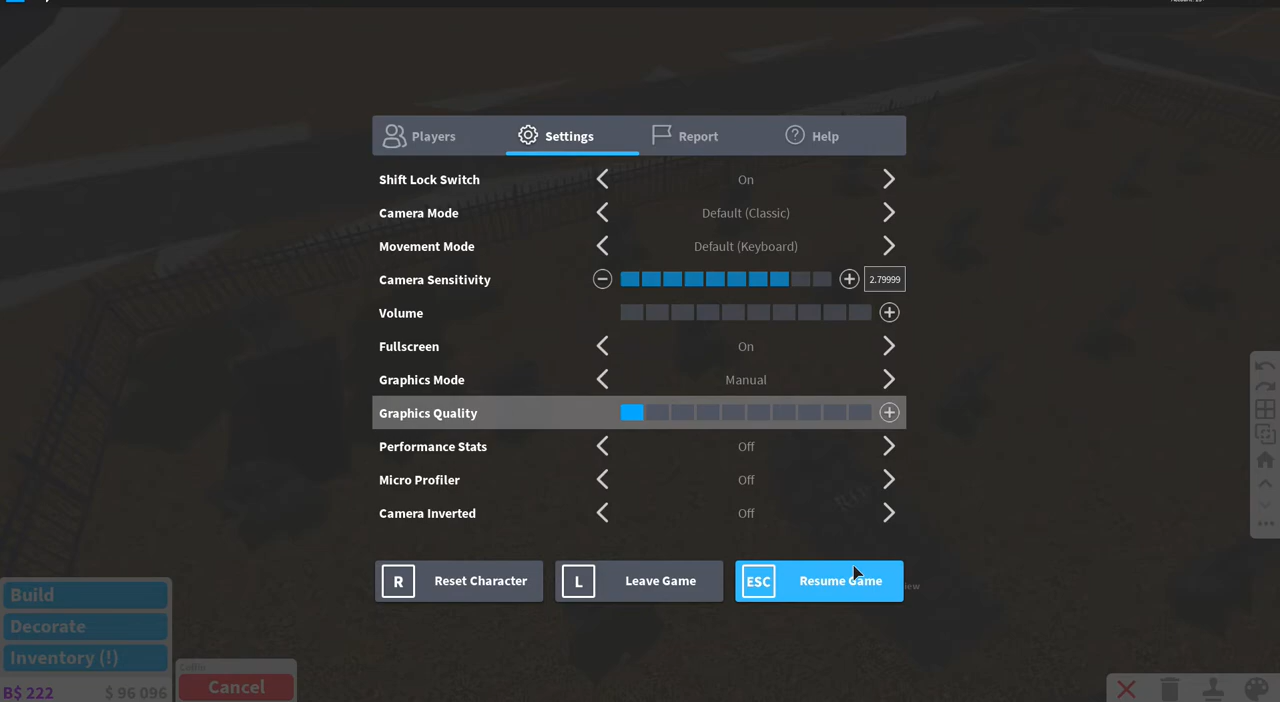 Players Settings Report Help
Shift Lock Switch On
Camera Mode Default (Classic)
Movement Mode Default (Keyboard)
Camera Sensitivity 2.79999
Volume
Fullscreen On
Graphics Mode Manual
Graphics Quality
Performance Stats Off
Micro Profiler Off
Camera Inverted Off
R Reset Character L Leave Game ESC Resume Game
Build
Decorate
Inventory (!)
Coffin
B$ 222 $ 96 096 Cancel